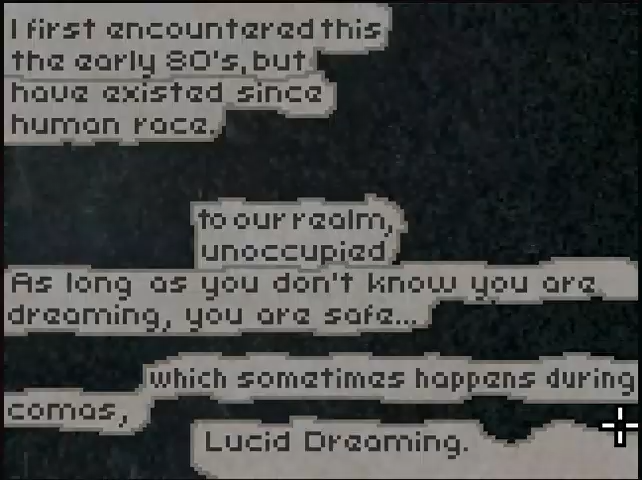 I first encountered this
the early 80's, but
have existed since
human race.
to our realm,
unoccupied
As long as you don't know you are
dreaming, you are safe...
which sometimes happens during
comas,
Lucid Dreaming.